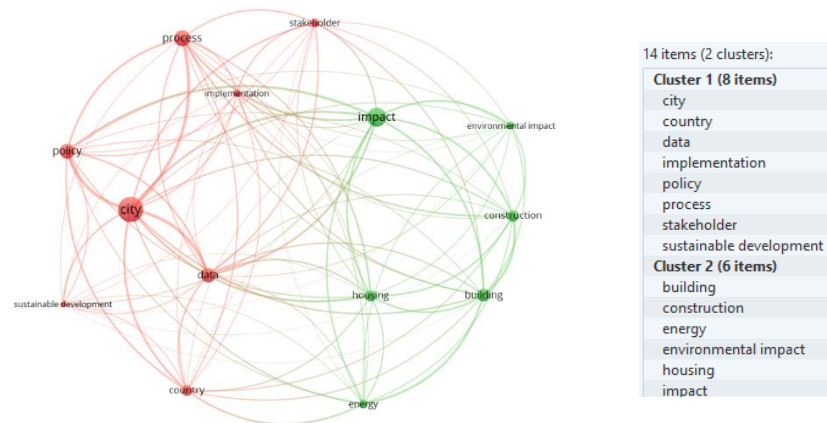 stakeholder
process
implementation
impact
environmental impact
policy
city
construction
data
housing
building
sustainable development
country
energy
14 items (2 clusters):
Cluster 1 (8 items)
city
country
data
implementation
policy
process
stakeholder
sustainable development
Cluster 2 (6 items)
building
construction
energy
environmental impact
housing
impact